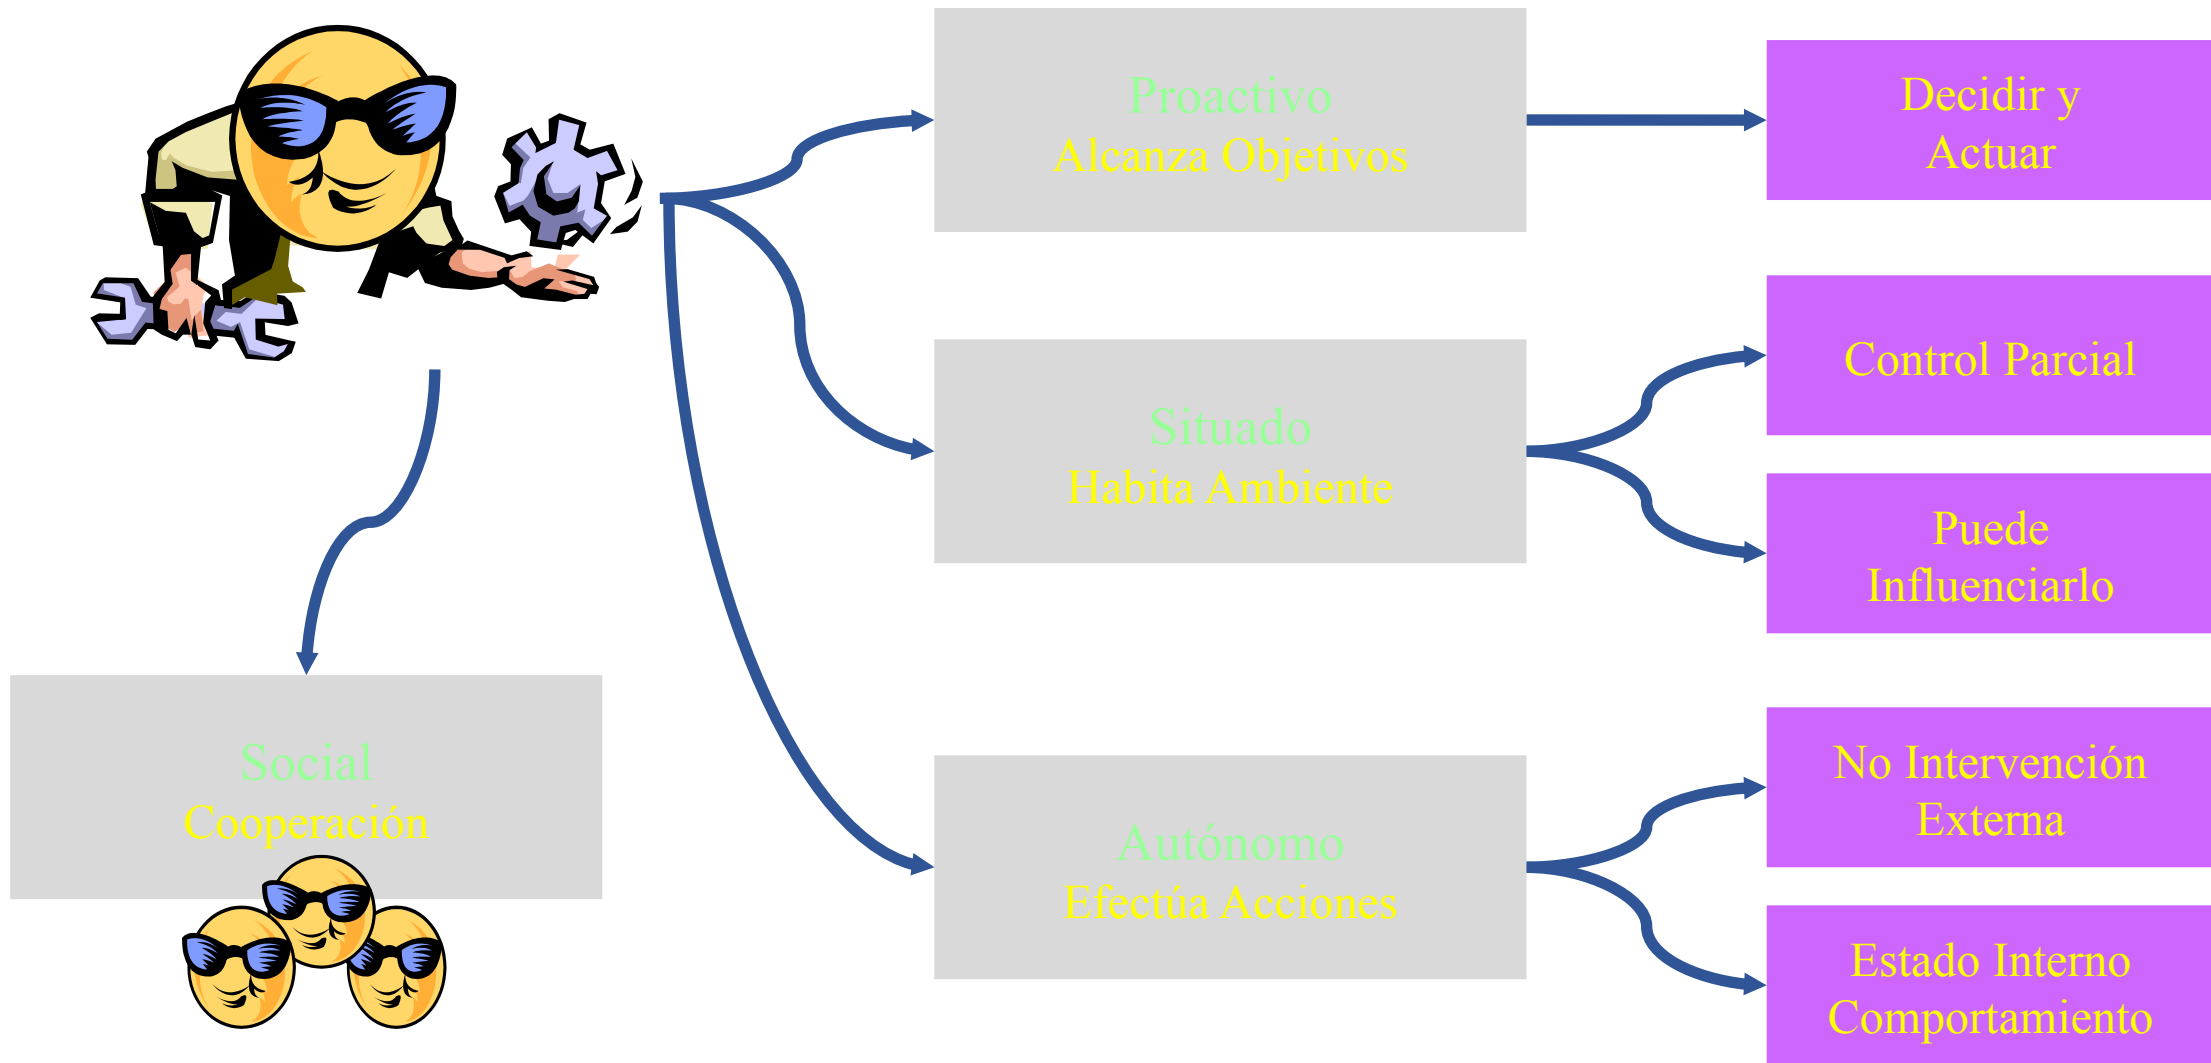 Proactivo
Alcanza Objetivos
Decidir y
Actuar
Situado
Habita Ambiente
Control Parcial
Puede
Influenciarlo
Social
Cooperación
Autónomo
Efectúa Acciones
No Intervención
Externa
Estado Interno
Comportamiento